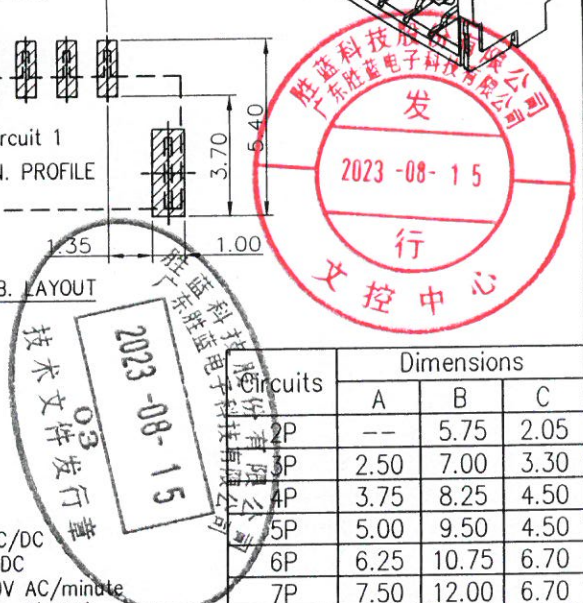 胜蓝科技股份有限公司
广东胜蓝电子科技有限公司
发
2023-08-15
行
文控中心
5.40
3.70
rcuit 1
N. PROFILE
1.35
1.00
B. LAYOUT
胜蓝科技股份有限公司
广东胜蓝电子科技有限公司
2023-08-15
03
技术文件发行章
Circuits Dimensions
A B C
2P -- 5.75 2.05
3P 2.50 7.00 3.30
4P 3.75 8.25 4.50
5P 5.00 9.50 4.50
6P 6.25 10.75 6.70
7P 7.50 12.00 6.70
C/DC
DC
0V AC/minute